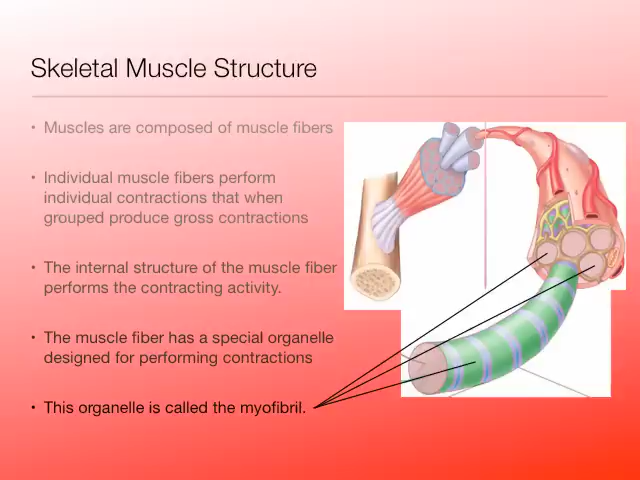 Skeletal Muscle Structure
• Muscles are composed of muscle fibers
• Individual muscle fibers perform
individual contractions that when
grouped produce gross contractions
• The internal structure of the muscle fiber
performs the contracting activity.
• The muscle fiber has a special organelle
designed for performing contractions
• This organelle is called the myofibril.